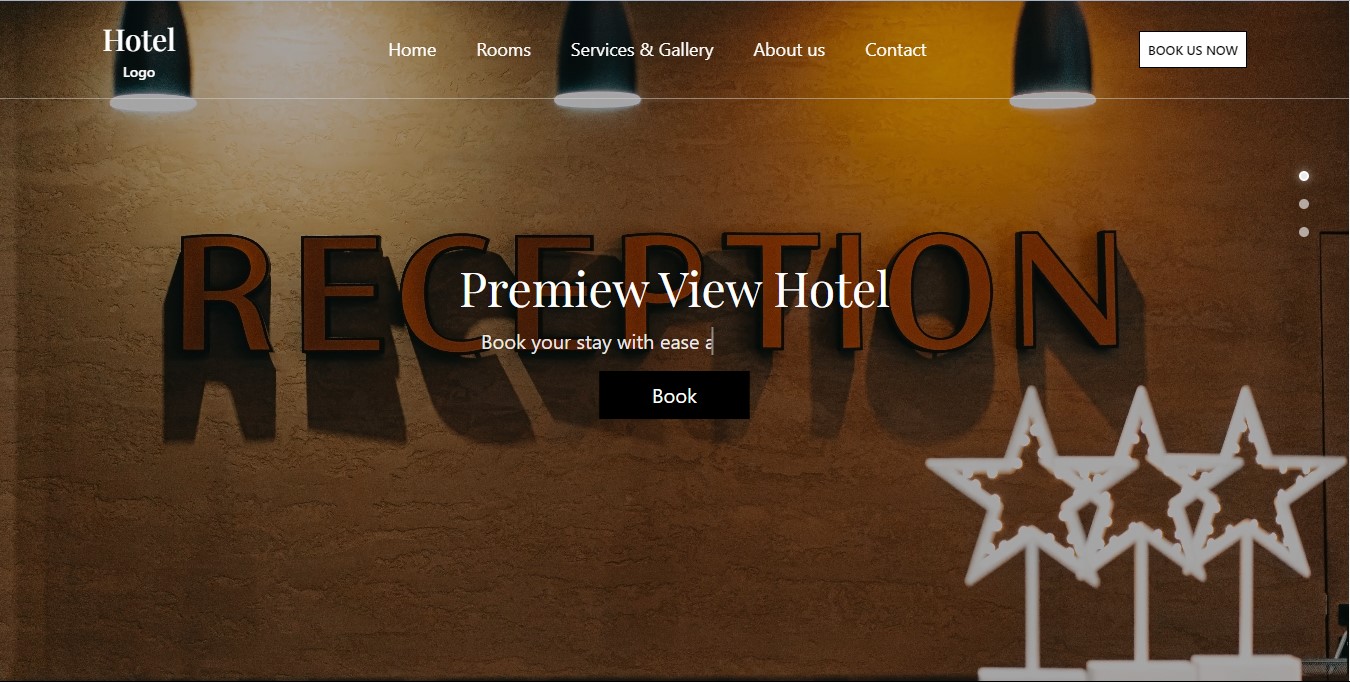 Hotel
Logo
Home Rooms Services & Gallery About us Contact
BOOK US NOW
RECEPTION
Premiew View Hotel
Book your stay with ease a
Book